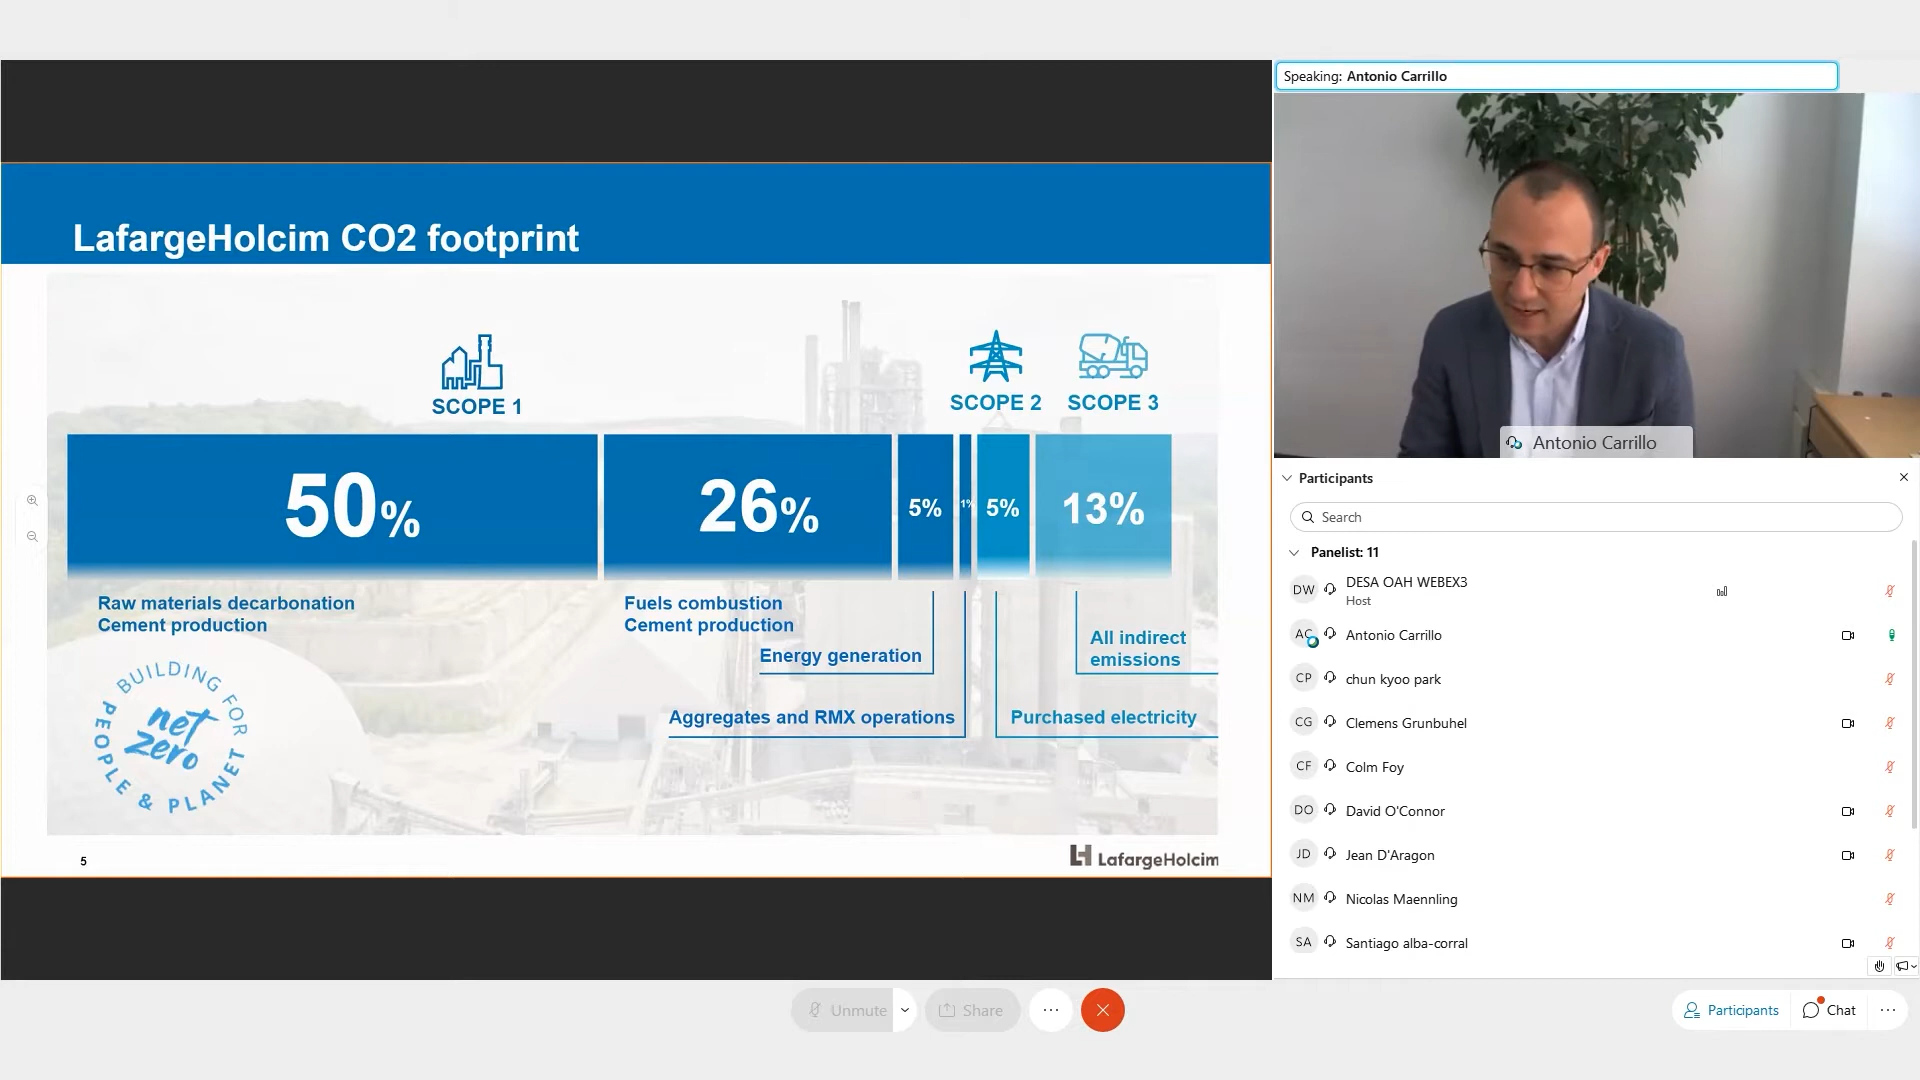 Speaking: Antonio Carrillo
LafargeHolcim CO2 footprint
SCOPE 1
SCOPE 2
SCOPE 3
50%
26%
5%
1%
5%
13%
Raw materials decarbonation
Cement production
Fuels combustion
Cement production
Energy generation
Aggregates and RMX operations
All indirect
emissions
Purchased electricity
BUILDING FOR
PEOPLE & PLANET
net
zero
5
LafargeHolcim
Antonio Carrillo
Participants
Search
Panelist: 11
DW DESA OAH WEBEX3
Host
AC Antonio Carrillo
CP chun kyoo park
CG Clemens Grunbuhel
CF Colm Foy
DO David O'Connor
JD Jean D'Aragon
NM Nicolas Maennling
SA Santiago alba-corral
Unmute
Share
Participants
Chat